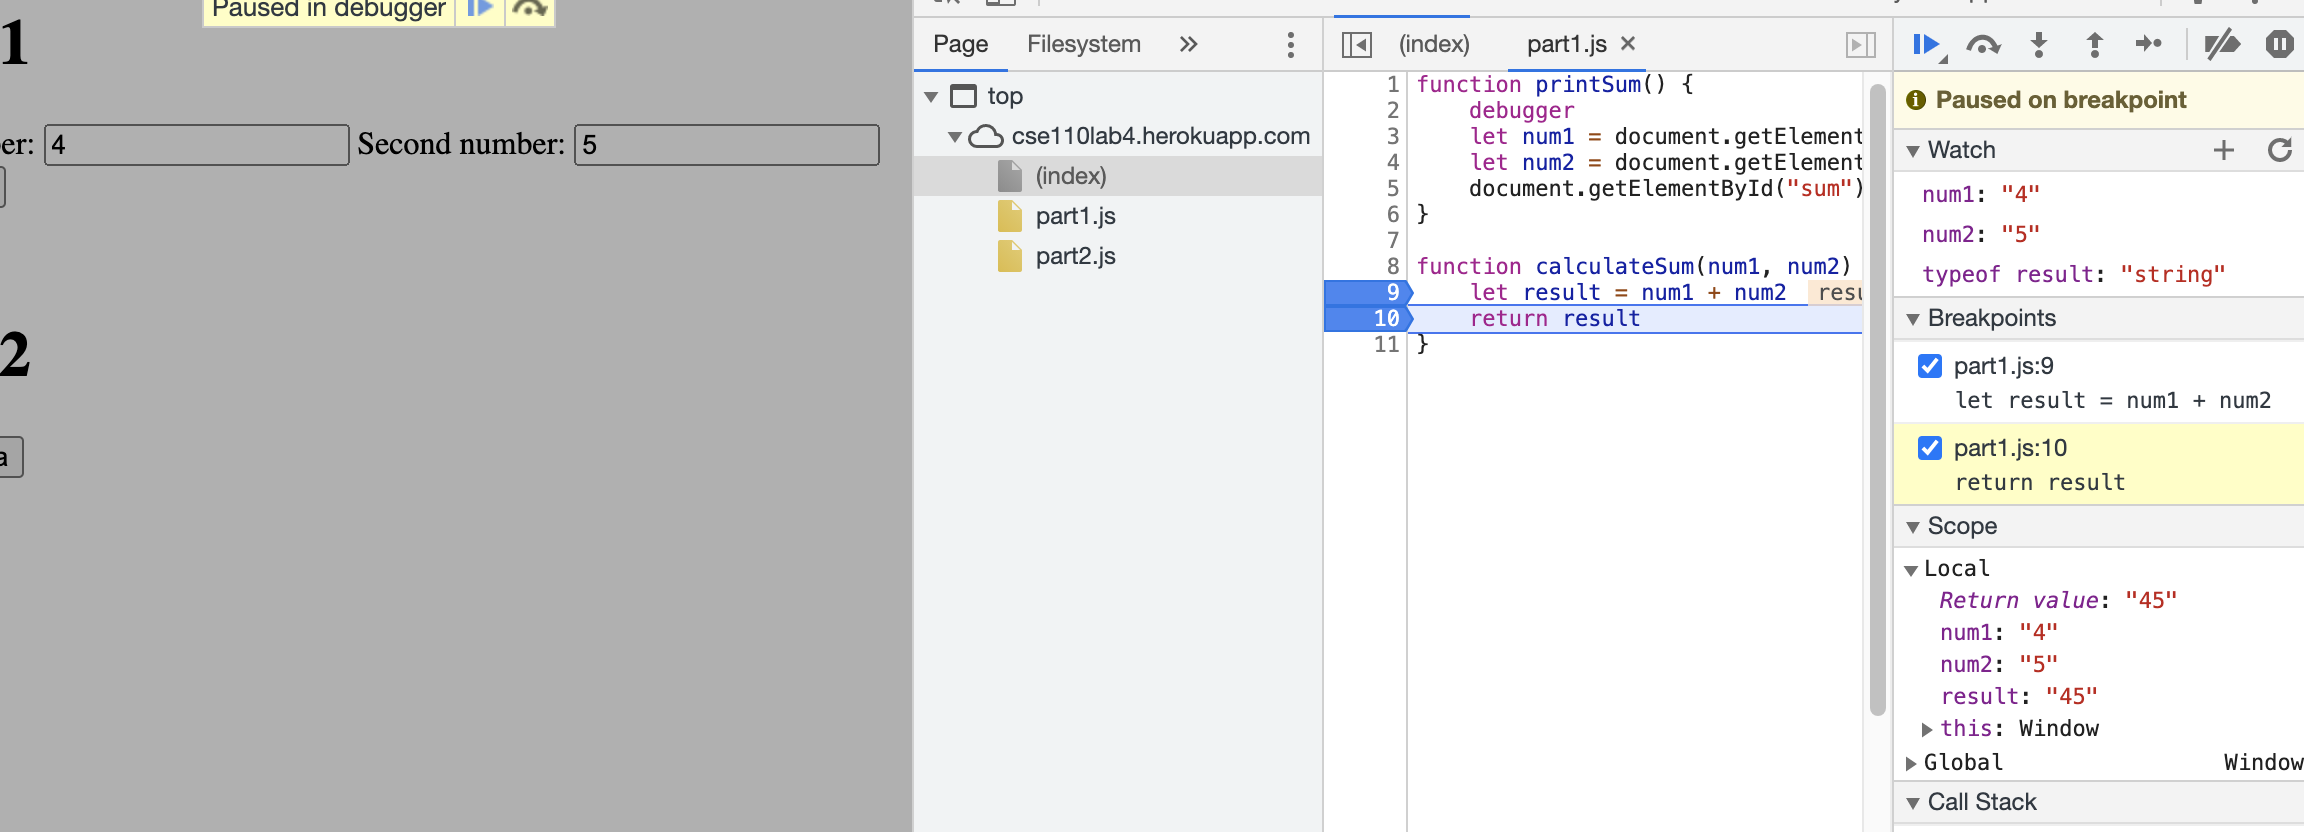 Paused in debugger
1
er: 4 Second number: 5
2
a
Page Filesystem
top
cse110lab4.herokuapp.com
(index)
part1.js
part2.js
(index) part1.js
1 function printSum() {
2 debugger
3 let num1 = document.getElement
4 let num2 = document.getElement
5 document.getElementById("sum")
6 }
7
8 function calculateSum(num1, num2)
9 let result = num1 + num2 resu
10 return result
11 }
Paused on breakpoint
Watch
num1: "4"
num2: "5"
typeof result: "string"
Breakpoints
part1.js:9
let result = num1 + num2
part1.js:10
return result
Scope
Local
Return value: "45"
num1: "4"
num2: "5"
result: "45"
this: Window
Global Window
Call Stack